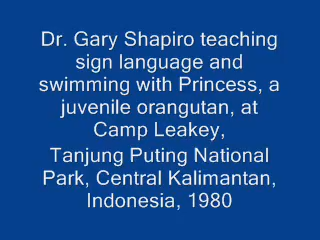 Dr. Gary Shapiro teaching
sign language and
swimming with Princess, a
juvenile orangutan, at
Camp Leakey,
Tanjung Puting National
Park, Central Kalimantan,
Indonesia, 1980